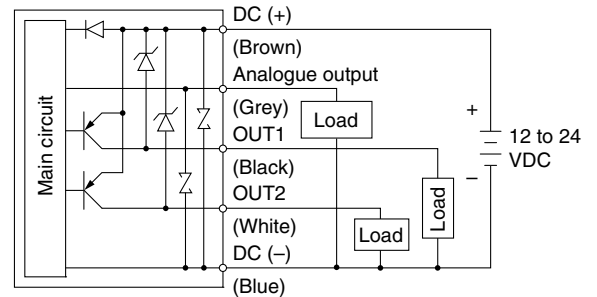 DC (+)
(Brown)
Analogue output
(Grey)
OUT1
(Black)
OUT2
(White)
DC (–)
(Blue)
Main circuit
Load
Load
Load
+
–
12 to 24
VDC